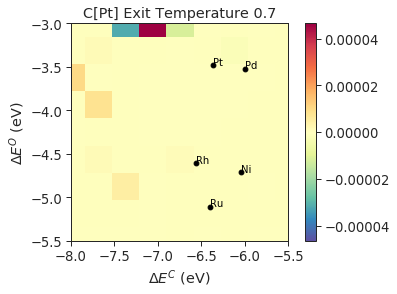 C[Pt] Exit Temperature 0.7
−3.0
−3.5
−4.0
−4.5
−5.0
−5.5
ΔE^O (eV)
Pt
Pd
Rh
Ni
Ru
−8.0 −7.5 −7.0 −6.5 −6.0 −5.5
ΔE^C (eV)
0.00004
0.00002
0.00000
−0.00002
−0.00004